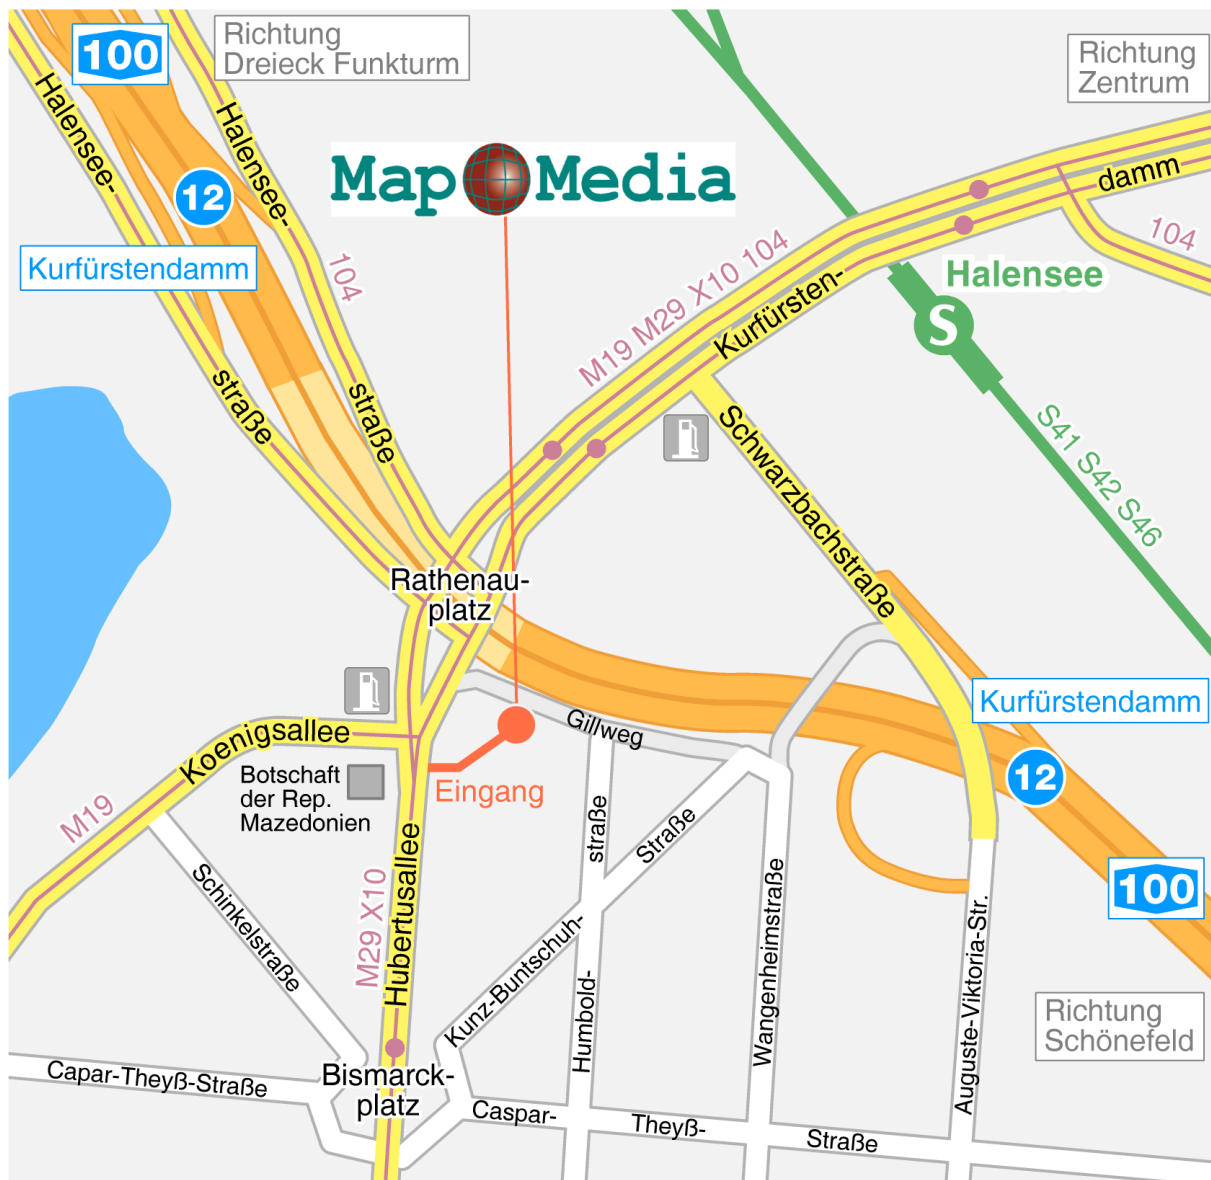 100
Richtung
Dreieck Funkturm
Richtung
Zentrum
Halensee-
straße
Halensee-
straße
12
Kurfürstendamm
104
Map Media
M19 M29 X10 104
Kurfürsten-
damm
104
Halensee
S
S41 S42 S46
Schwarzbachstraße
Rathenau-
platz
Kurfürstendamm
12
100
Richtung
Schönefeld
Gillweg
Eingang
Koenigsallee
M19
Botschaft
der Rep.
Mazedonien
Schinkelstraße
M29 X10
Hubertusallee
straße
Humbold-
Straße
Kunz-Buntschuh-
Wangenheimstraße
Auguste-Viktoria-Str.
Capar-Theyß-Straße
Bismarck-
platz
Caspar-
Theyß-
Straße